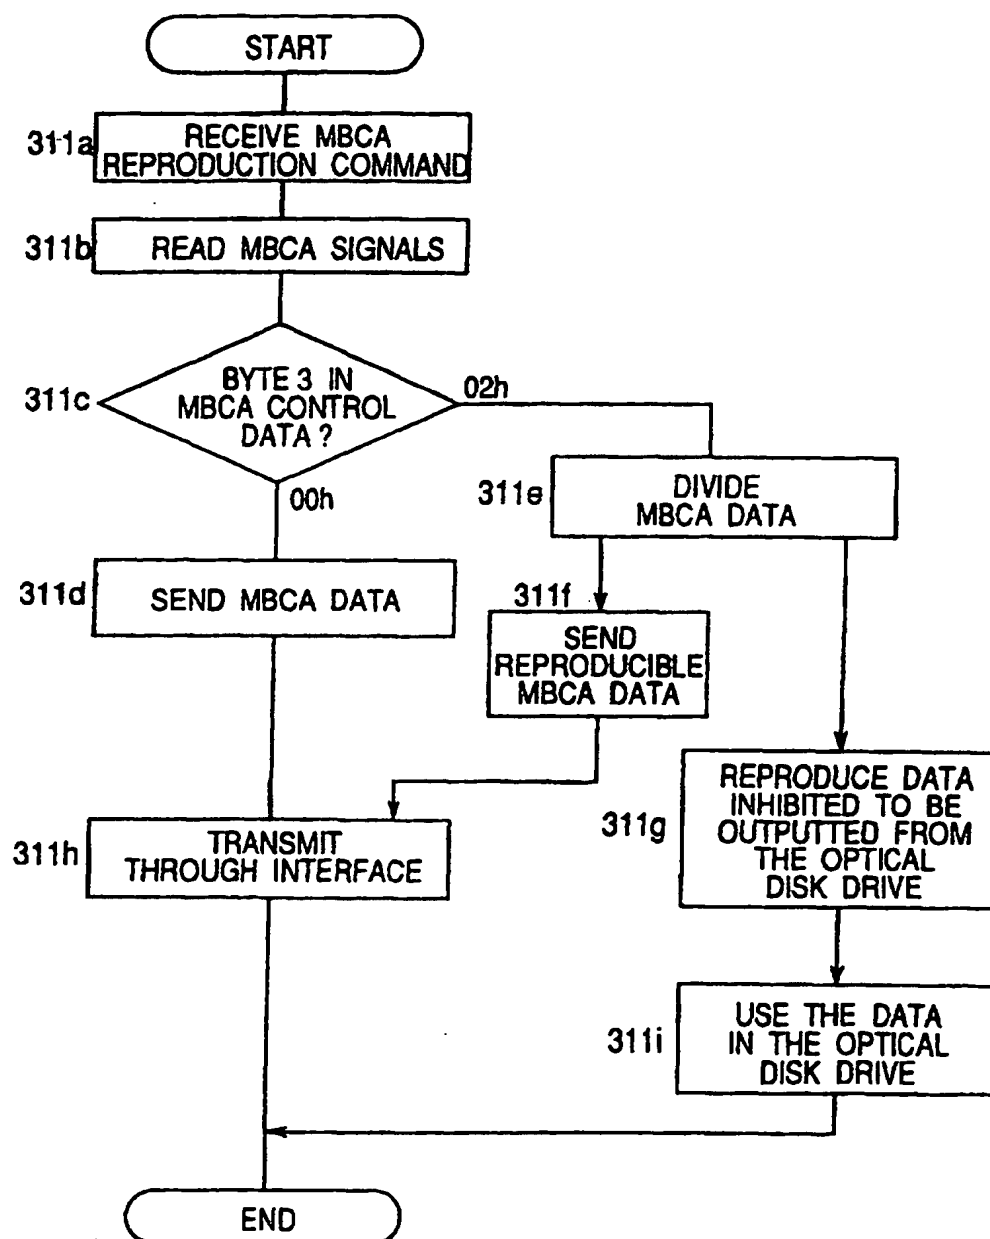 START
311a
RECEIVE MBCA
REPRODUCTION COMMAND
311b
READ MBCA SIGNALS
311c
BYTE 3 IN
MBCA CONTROL
DATA ?
02h
00h
311e
DIVIDE
MBCA DATA
311d
SEND MBCA DATA
311f
SEND
REPRODUCIBLE
MBCA DATA
311g
REPRODUCE DATA
INHIBITED TO BE
OUTPUTTED FROM
THE OPTICAL
DISK DRIVE
311h
TRANSMIT
THROUGH INTERFACE
311i
USE THE DATA
IN THE OPTICAL
DISK DRIVE
END